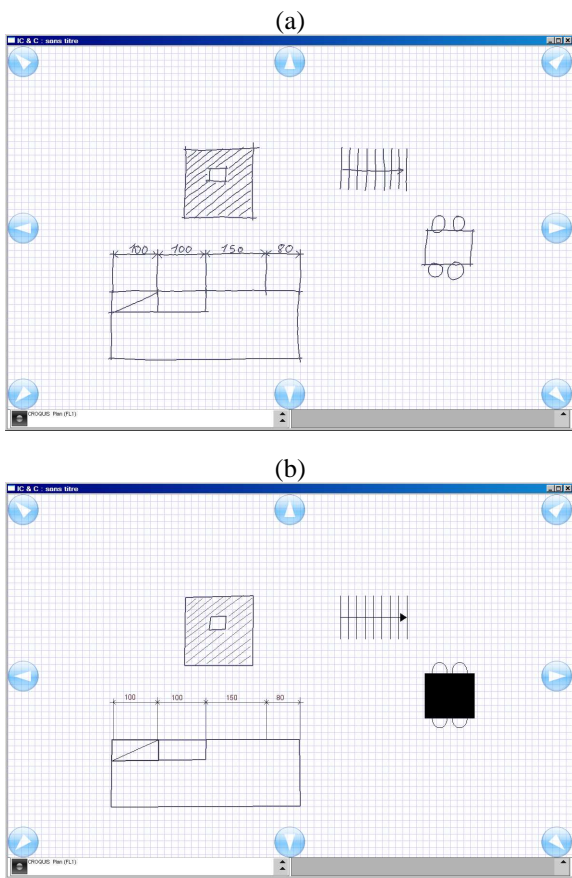 (a)
IC & C : sans titre
100 100 150 80
CROQUIS Plan (FL1)
(b)
IC & C : sans titre
100 100 150 80
CROQUIS Plan (FL1)